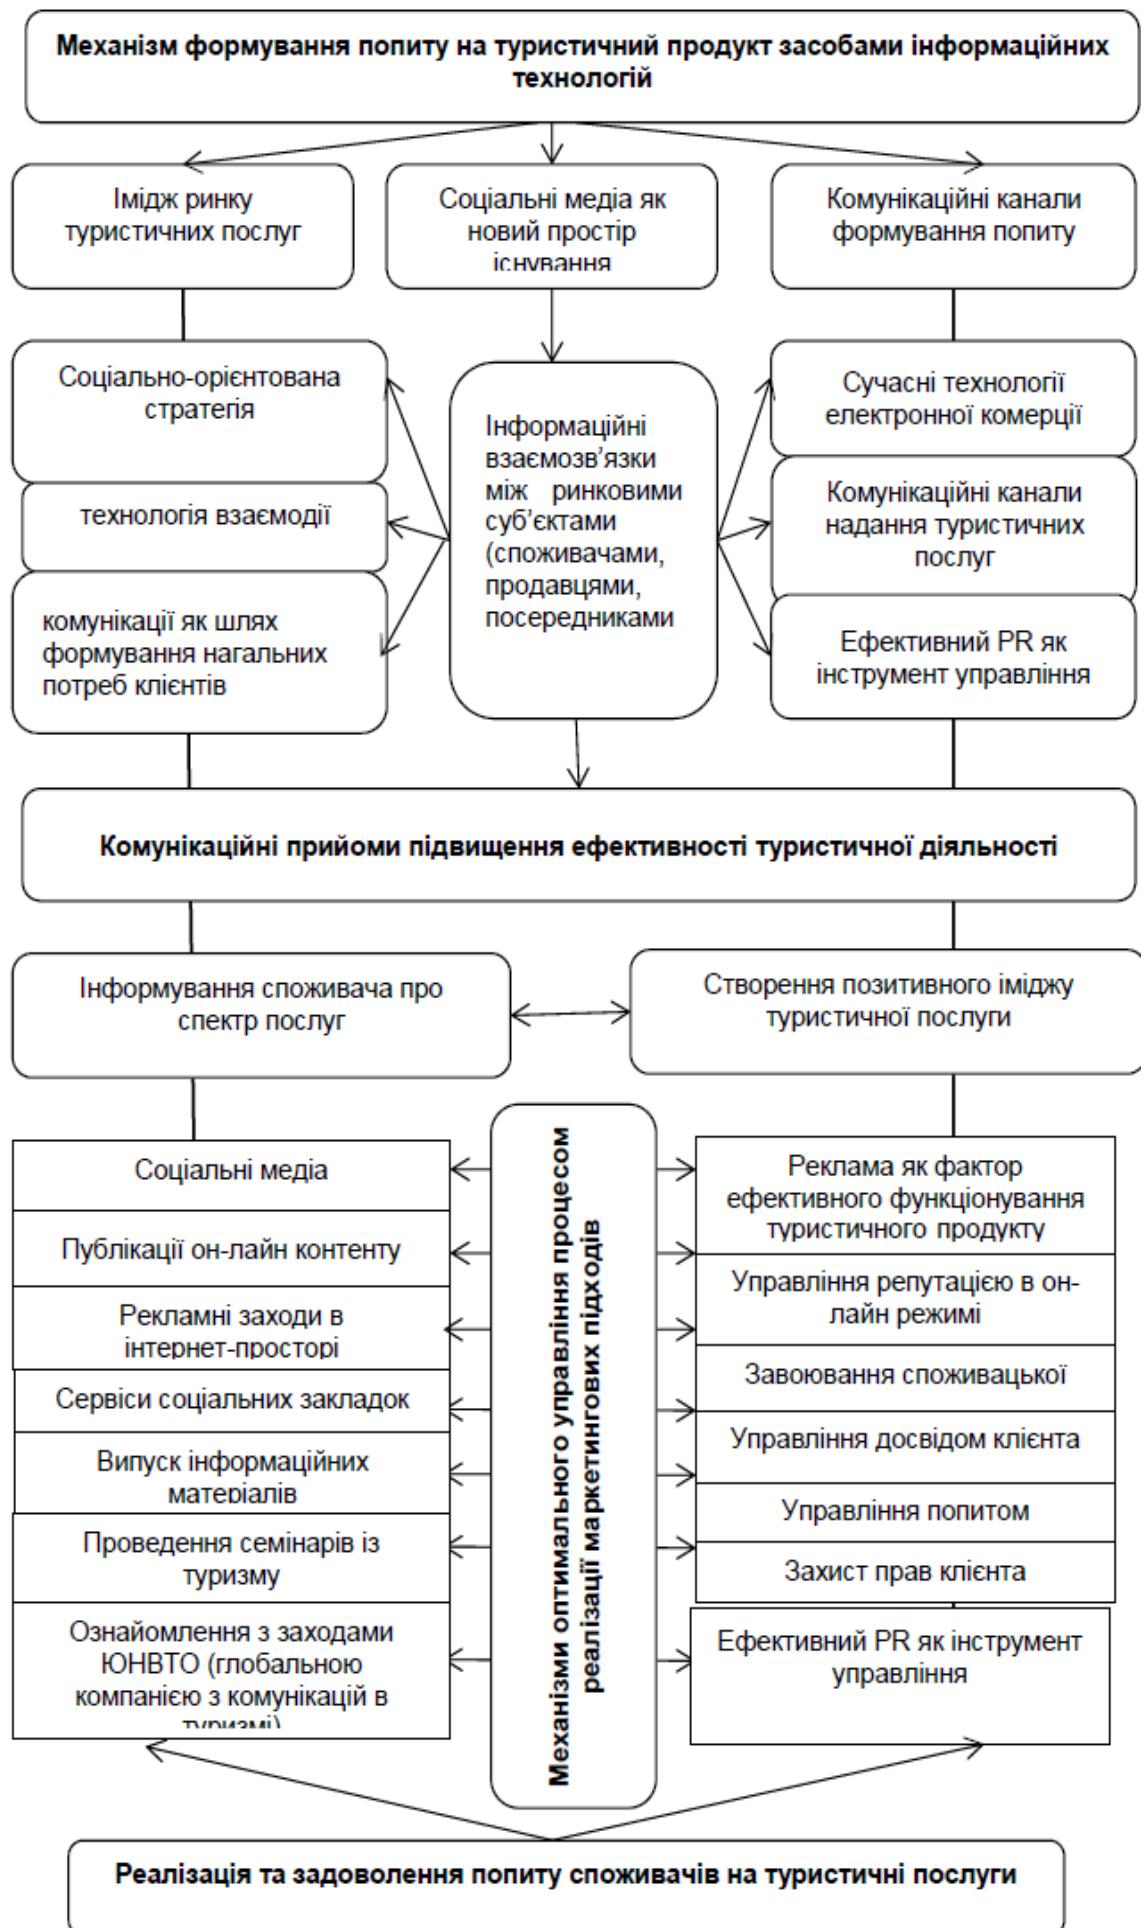 Механізм формування попиту на туристичний продукт засобами інформаційних
технологій
Імідж ринку
туристичних послуг
Соціальні медіа як
новий простір
існування
Комунікаційні канали
формування попиту
Соціально-орієнтована
стратегія
технологія взаємодії
комунікації як шлях
формування нагальних
потреб клієнтів
Інформаційні
взаємозв’язки
між ринковими
суб’єктами
(споживачами,
продавцями,
посередниками
Сучасні технології
електронної комерції
Комунікаційні канали
надання туристичних
послуг
Ефективний PR як
інструмент управління
Комунікаційні прийоми підвищення ефективності туристичної діяльності
Інформування споживача про
спектр послуг
Створення позитивного іміджу
туристичної послуги
Соціальні медіа
Публікації он-лайн контенту
Рекламні заходи в
інтернет-просторі
Сервіси соціальних закладок
Випуск інформаційних
матеріалів
Проведення семінарів із
туризму
Ознайомлення з заходами
ЮНВТО (глобальною
компанією з комунікацій в
туризмі)
Механізми оптимального управління процесом
реалізації маркетингових підходів
Реклама як фактор
ефективного функціонування
туристичного продукту
Управління репутацією в он-
лайн режимі
Завоювання споживацької
Управління досвідом клієнта
Управління попитом
Захист прав клієнта
Ефективний PR як інструмент
управління
Реалізація та задоволення попиту споживачів на туристичні послуги